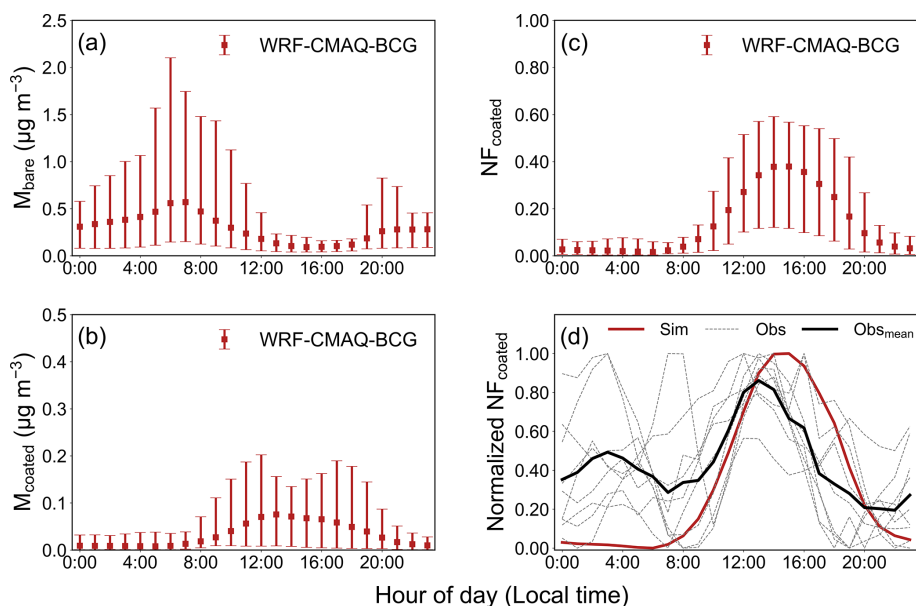 (a)
WRF-CMAQ-BCG
M_bare (μg m⁻³)
2.5
2.0
1.5
1.0
0.5
0.0
0:00 4:00 8:00 12:00 16:00 20:00
(c)
WRF-CMAQ-BCG
NF_coated
1.00
0.80
0.60
0.40
0.20
0.00
0:00 4:00 8:00 12:00 16:00 20:00
(b)
WRF-CMAQ-BCG
M_coated (μg m⁻³)
0.5
0.4
0.3
0.2
0.1
0.0
0:00 4:00 8:00 12:00 16:00 20:00
(d)
Sim Obs Obs_mean
Normalized NF_coated
1.00
0.80
0.60
0.40
0.20
0.00
0:00 4:00 8:00 12:00 16:00 20:00
Hour of day (Local time)